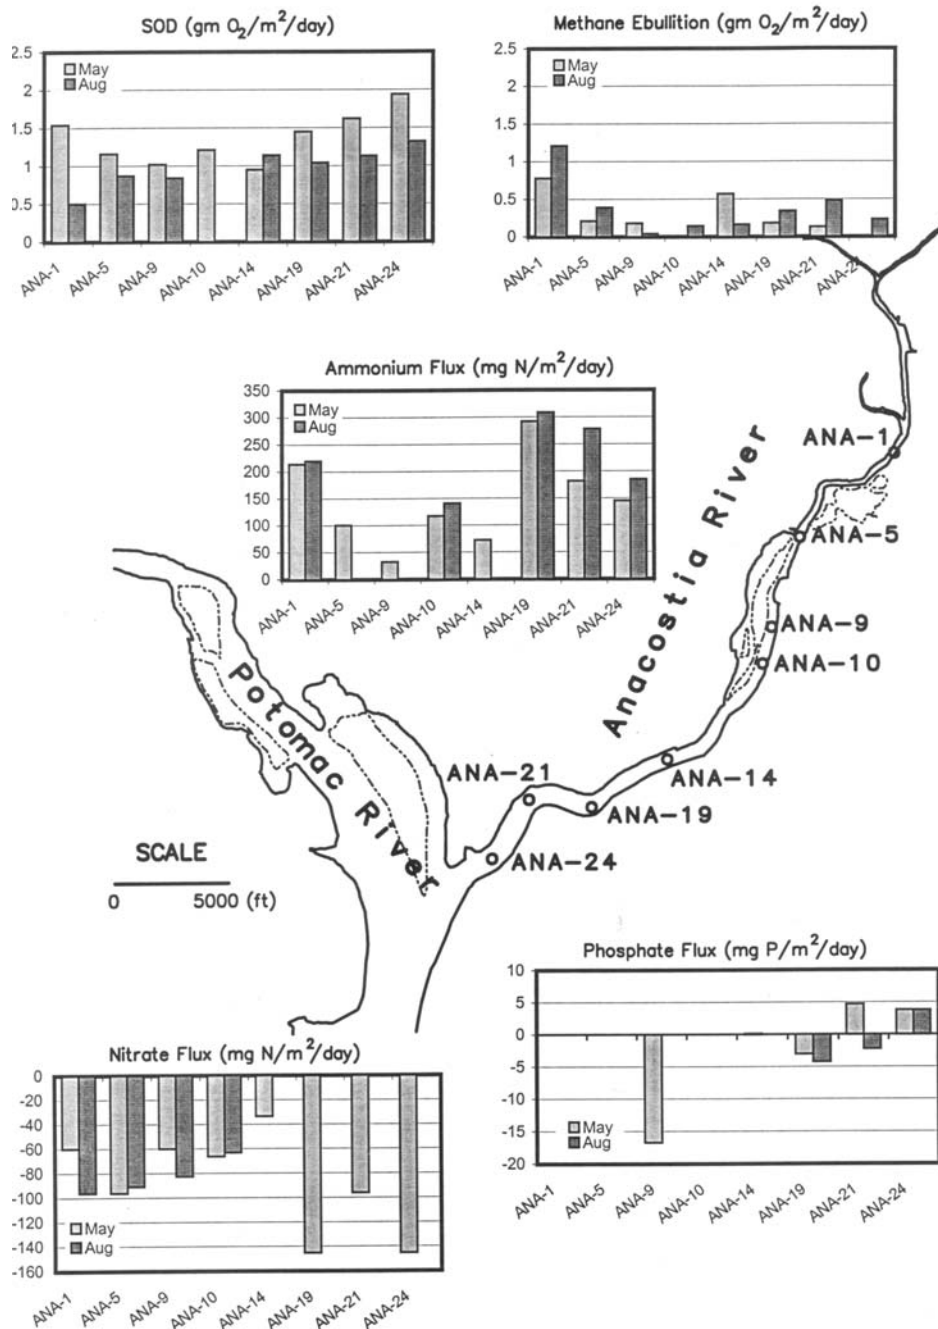 SOD (gm O2/m2/day)
2.5
2
1.5
1
0.5
0
May
Aug
ANA-1
ANA-5
ANA-9
ANA-10
ANA-14
ANA-19
ANA-21
ANA-24
Methane Ebullition (gm O2/m2/day)
2.5
2
1.5
1
0.5
0
May
Aug
ANA-1
ANA-5
ANA-9
ANA-10
ANA-14
ANA-19
ANA-21
Ammonium Flux (mg N/m2/day)
350
300
250
200
150
100
50
0
May
Aug
ANA-1
ANA-5
ANA-9
ANA-10
ANA-14
ANA-19
ANA-21
ANA-24
Anacostia River
ANA-1
ANA-5
ANA-9
ANA-10
ANA-14
ANA-19
ANA-21
ANA-24
Potomac River
SCALE
0 5000 (ft)
Phosphate Flux (mg P/m2/day)
10
5
0
-5
-10
-15
-20
May
Aug
ANA-1
ANA-5
ANA-9
ANA-10
ANA-14
ANA-19
ANA-21
ANA-24
Nitrate Flux (mg N/m2/day)
0
-20
-40
-60
-80
-100
-120
-140
-160
May
Aug
ANA-1
ANA-5
ANA-9
ANA-10
ANA-14
ANA-19
ANA-21
ANA-24